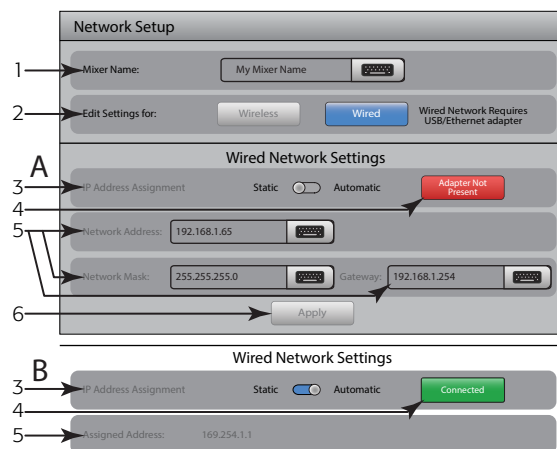 Network Setup
1 Mixer Name: My Mixer Name
2 Edit Settings for: Wireless Wired Wired Network Requires
USB/Ethernet adapter
A Wired Network Settings
3 IP Address Assignment Static Automatic Adapter Not
Present
4
5 Network Address: 192.168.1.65
Network Mask: 255.255.255.0 Gateway: 192.168.1.254
6 Apply
B Wired Network Settings
3 IP Address Assignment Static Automatic Connected
4
5 Assigned Address: 169.254.1.1